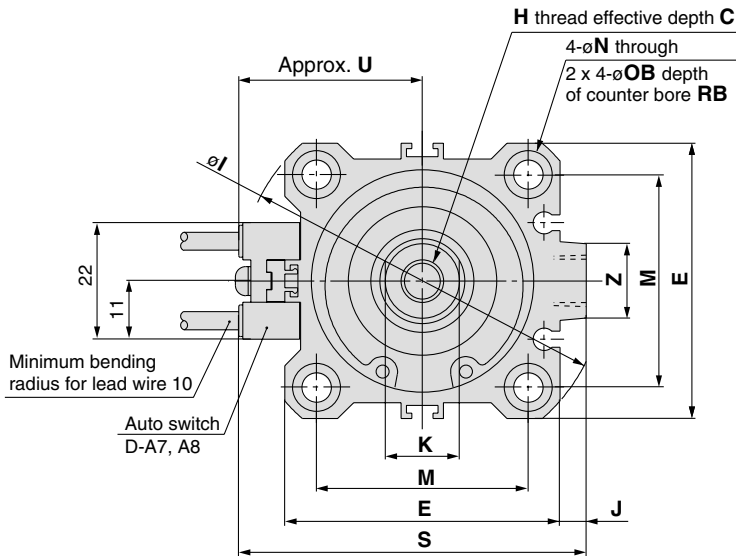 H thread effective depth C
4-øN through
2 x 4-øOB depth
of counter bore RB
Approx. U
øI
22
11
Z
M
E
Minimum bending
radius for lead wire 10
Auto switch
D-A7, A8
K
M
E
J
S